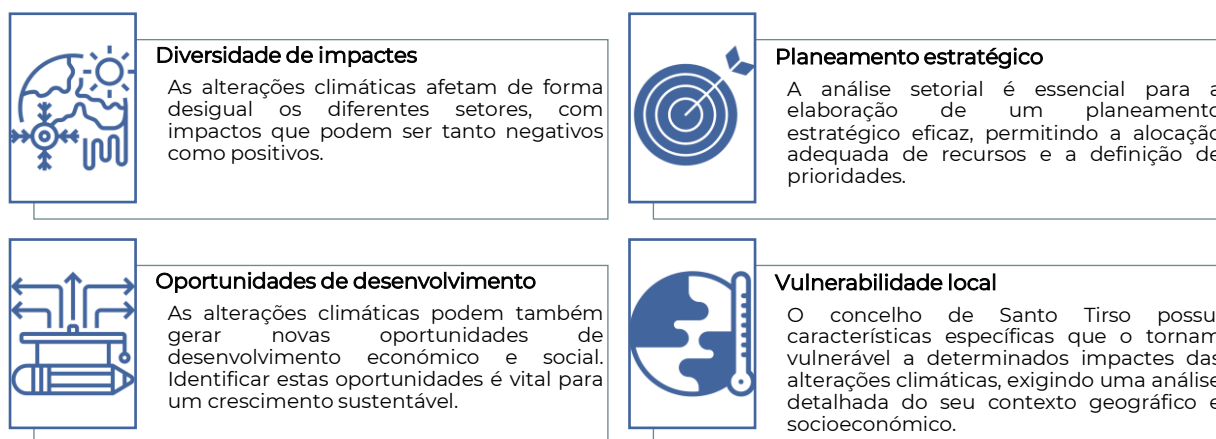 Diversidade de impactes
As alterações climáticas afetam de forma
desigual os diferentes setores, com
impactos que podem ser tanto negativos
como positivos.
Planeamento estratégico
A análise setorial é essencial para a
elaboração de um planeamento
estratégico eficaz, permitindo a alocação
adequada de recursos e a definição de
prioridades.
Oportunidades de desenvolvimento
As alterações climáticas podem também
gerar novas oportunidades de
desenvolvimento económico e social.
Identificar estas oportunidades é vital para
um crescimento sustentável.
Vulnerabilidade local
O concelho de Santo Tirso possu
características específicas que o tornam
vulnerável a determinados impactes das
alterações climáticas, exigindo uma análise
detalhada do seu contexto geográfico e
socioeconómico.